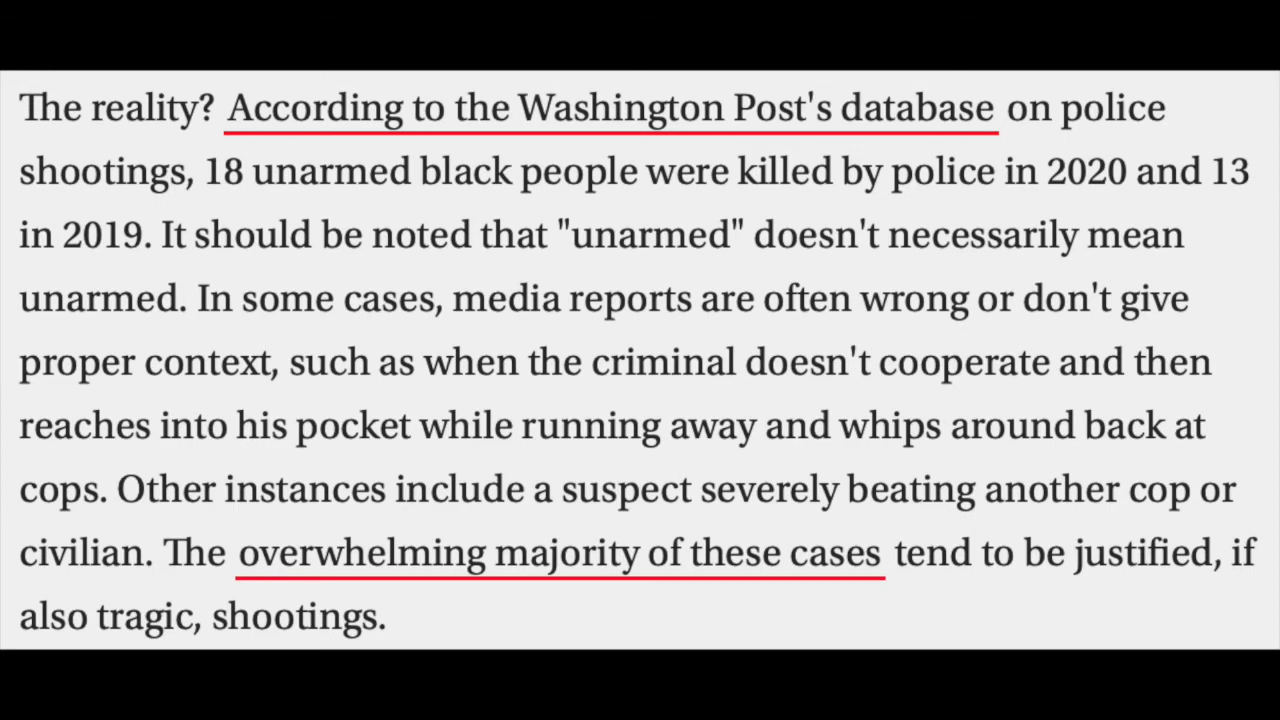 The reality? According to the Washington Post's database on police
shootings, 18 unarmed black people were killed by police in 2020 and 13
in 2019. It should be noted that "unarmed" doesn't necessarily mean
unarmed. In some cases, media reports are often wrong or don't give
proper context, such as when the criminal doesn't cooperate and then
reaches into his pocket while running away and whips around back at
cops. Other instances include a suspect severely beating another cop or
civilian. The overwhelming majority of these cases tend to be justified, if
also tragic, shootings.